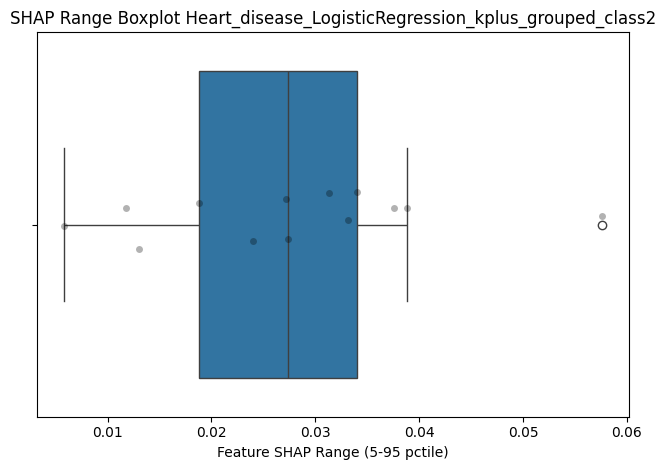 SHAP Range Boxplot Heart_disease_LogisticRegression_kplus_grouped_class2
0.01 0.02 0.03 0.04 0.05 0.06
Feature SHAP Range (5-95 pctile)